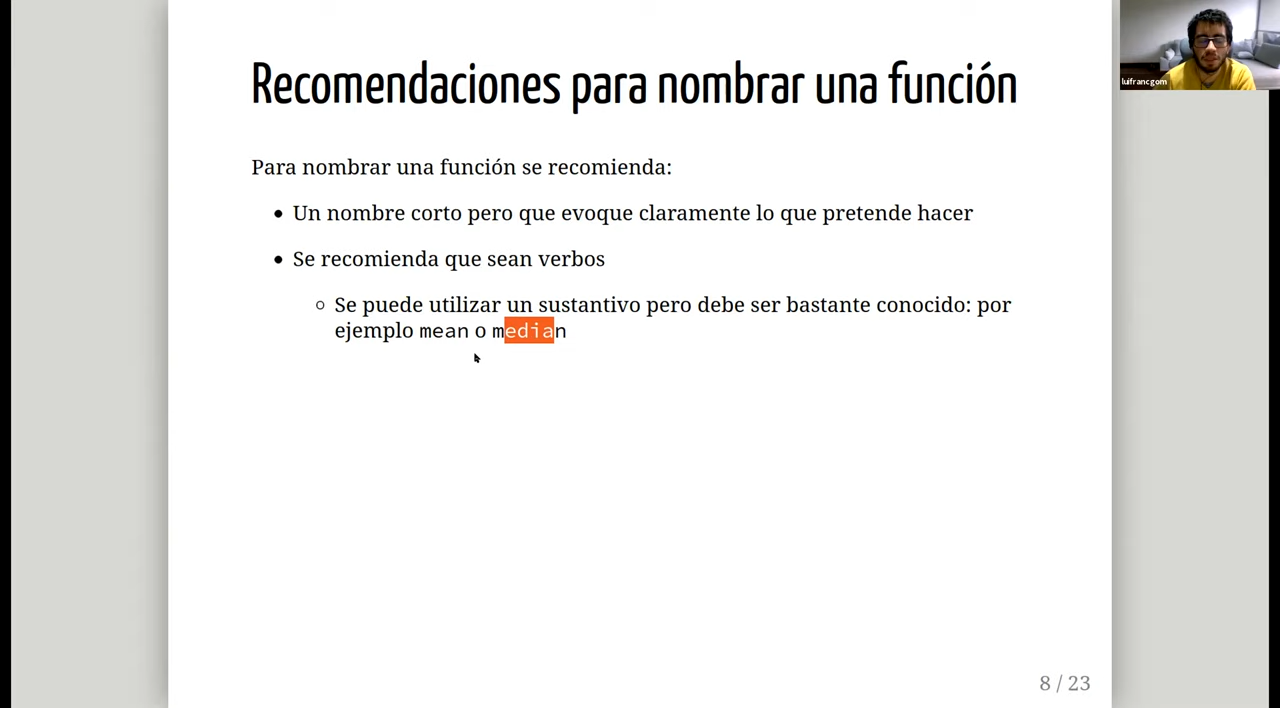 Recomendaciones para nombrar una función
luifrancgom
Para nombrar una función se recomienda:
• Un nombre corto pero que evoque claramente lo que pretende hacer
• Se recomienda que sean verbos
○ Se puede utilizar un sustantivo pero debe ser bastante conocido: por
ejemplo mean o median
8 / 23